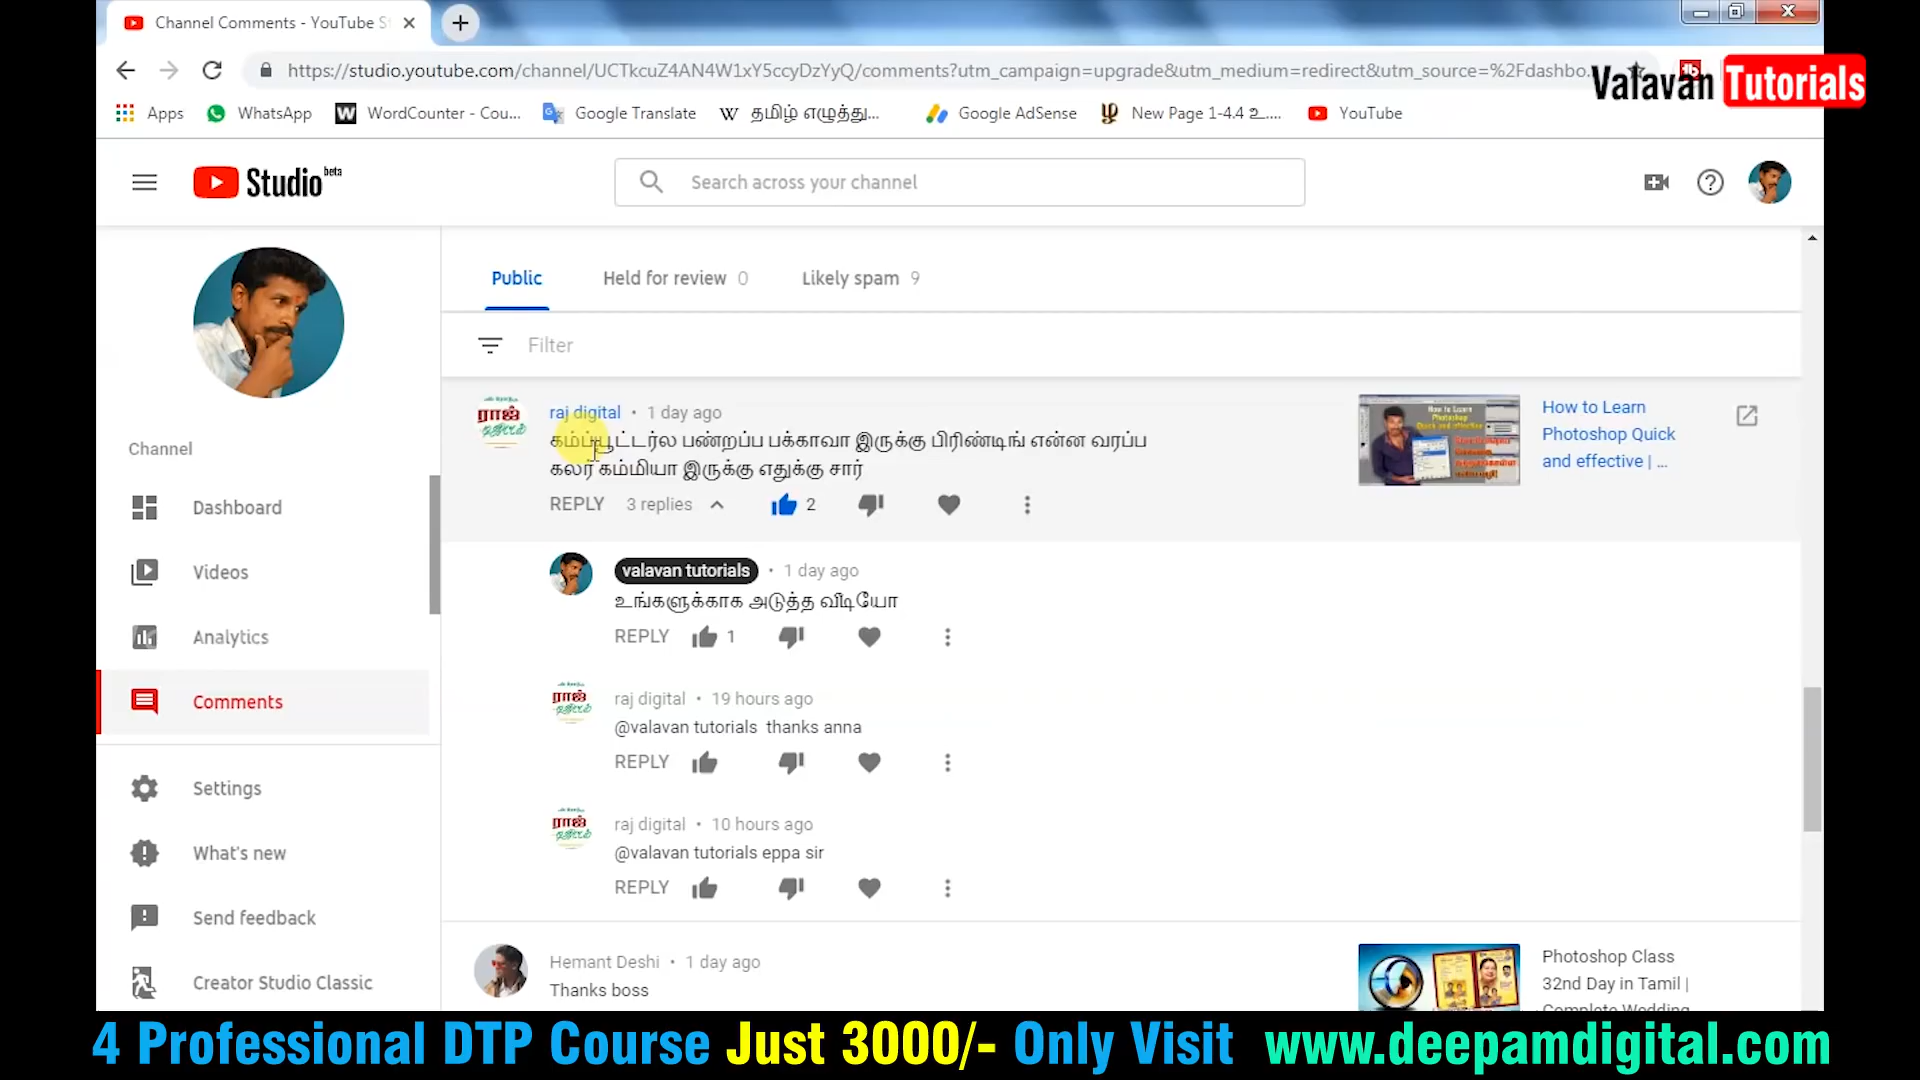 Channel Comments - YouTube S
https://studio.youtube.com/channel/UCTkcuZ4AN4W1xY5ccyDzYyQ/comments?utm_campaign=upgrade&utm_medium=redirect&utm_source=%2Fdashbo...
Valavan Tutorials
Apps WhatsApp WordCounter - Cou... Google Translate தமிழ் எழுத்து... Google AdSense New Page 1-4.4 உ.... YouTube
Studio beta
Search across your channel
Public Held for review 0 Likely spam 9
Filter
raj digital • 1 day ago
கம்ப்யூட்டர்ல பண்றப்ப பக்காவா இருக்கு பிரிண்டிங் என்ன வரப்ப
கலர் கம்மியா இருக்கு எதுக்கு சார்
REPLY 3 replies 2
How to Learn
Photoshop Quick
and effective | ...
valavan tutorials • 1 day ago
உங்களுக்காக அடுத்த வீடியோ
REPLY 1
raj digital • 19 hours ago
@valavan tutorials thanks anna
REPLY
raj digital • 10 hours ago
@valavan tutorials eppa sir
REPLY
Hemant Deshi • 1 day ago
Thanks boss
Photoshop Class
32nd Day in Tamil |
Complete Wedding
Channel
Dashboard
Videos
Analytics
Comments
Settings
What's new
Send feedback
Creator Studio Classic
4 Professional DTP Course Just 3000/- Only Visit www.deepamdigital.com